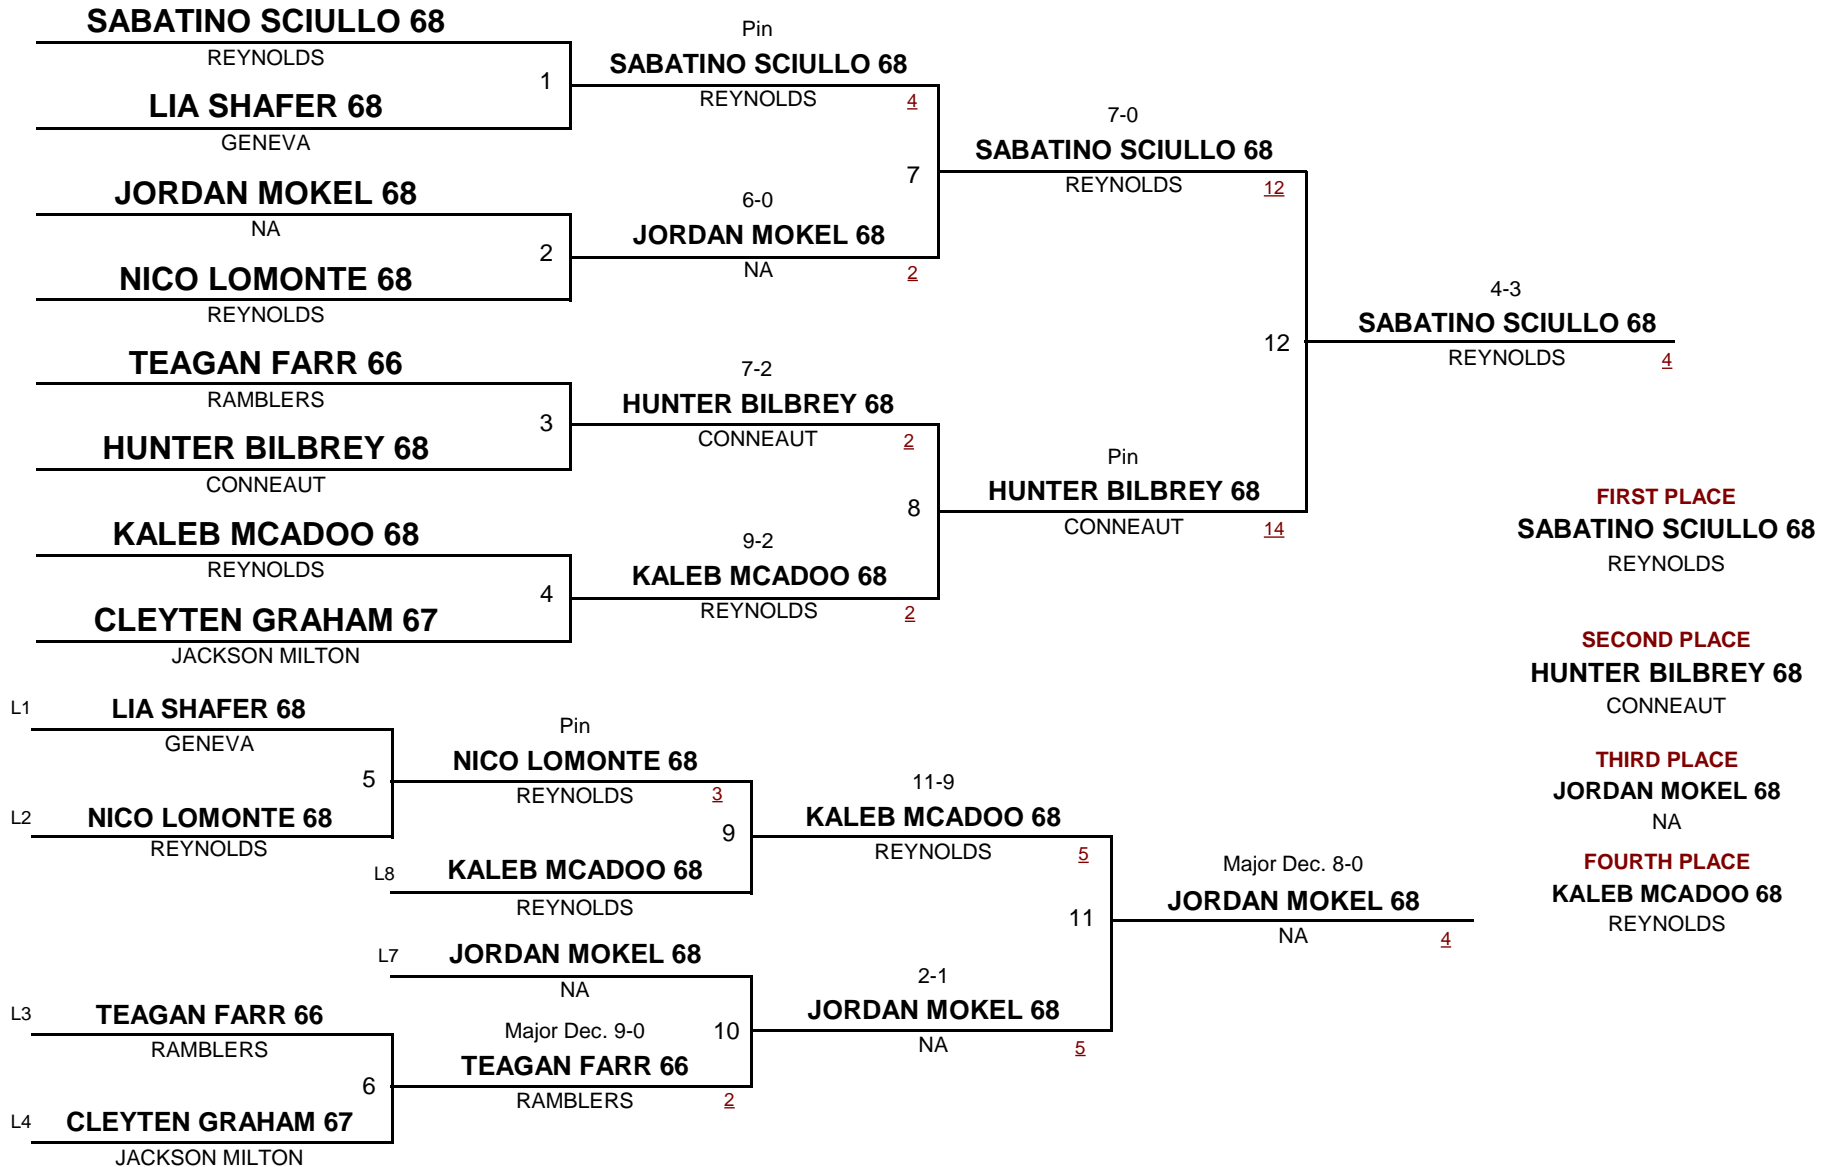 SABATINO SCIULLO 68
REYNOLDS
1
LIA SHAFER 68
GENEVA
JORDAN MOKEL 68
NA
2
NICO LOMONTE 68
REYNOLDS
TEAGAN FARR 66
RAMBLERS
3
HUNTER BILBREY 68
CONNEAUT
KALEB MCADOO 68
REYNOLDS
4
CLEYTEN GRAHAM 67
JACKSON MILTON
Pin
SABATINO SCIULLO 68
REYNOLDS 4
7
6-0
JORDAN MOKEL 68
NA 2
7-2
HUNTER BILBREY 68
CONNEAUT 2
8
9-2
KALEB MCADOO 68
REYNOLDS 2
7-0
SABATINO SCIULLO 68
REYNOLDS 12
12
Pin
HUNTER BILBREY 68
CONNEAUT 14
4-3
SABATINO SCIULLO 68
REYNOLDS 4
FIRST PLACE
SABATINO SCIULLO 68
REYNOLDS
SECOND PLACE
HUNTER BILBREY 68
CONNEAUT
THIRD PLACE
JORDAN MOKEL 68
NA
FOURTH PLACE
KALEB MCADOO 68
REYNOLDS
L1 LIA SHAFER 68
GENEVA
5
L2 NICO LOMONTE 68
REYNOLDS
L3 TEAGAN FARR 66
RAMBLERS
6
L4 CLEYTEN GRAHAM 67
JACKSON MILTON
Pin
NICO LOMONTE 68
REYNOLDS 3
9
L8 KALEB MCADOO 68
REYNOLDS
L7 JORDAN MOKEL 68
NA
Major Dec. 9-0 10
TEAGAN FARR 66
RAMBLERS 2
11-9
KALEB MCADOO 68
REYNOLDS 5
11
2-1
JORDAN MOKEL 68
NA 5
Major Dec. 8-0
JORDAN MOKEL 68
NA 4